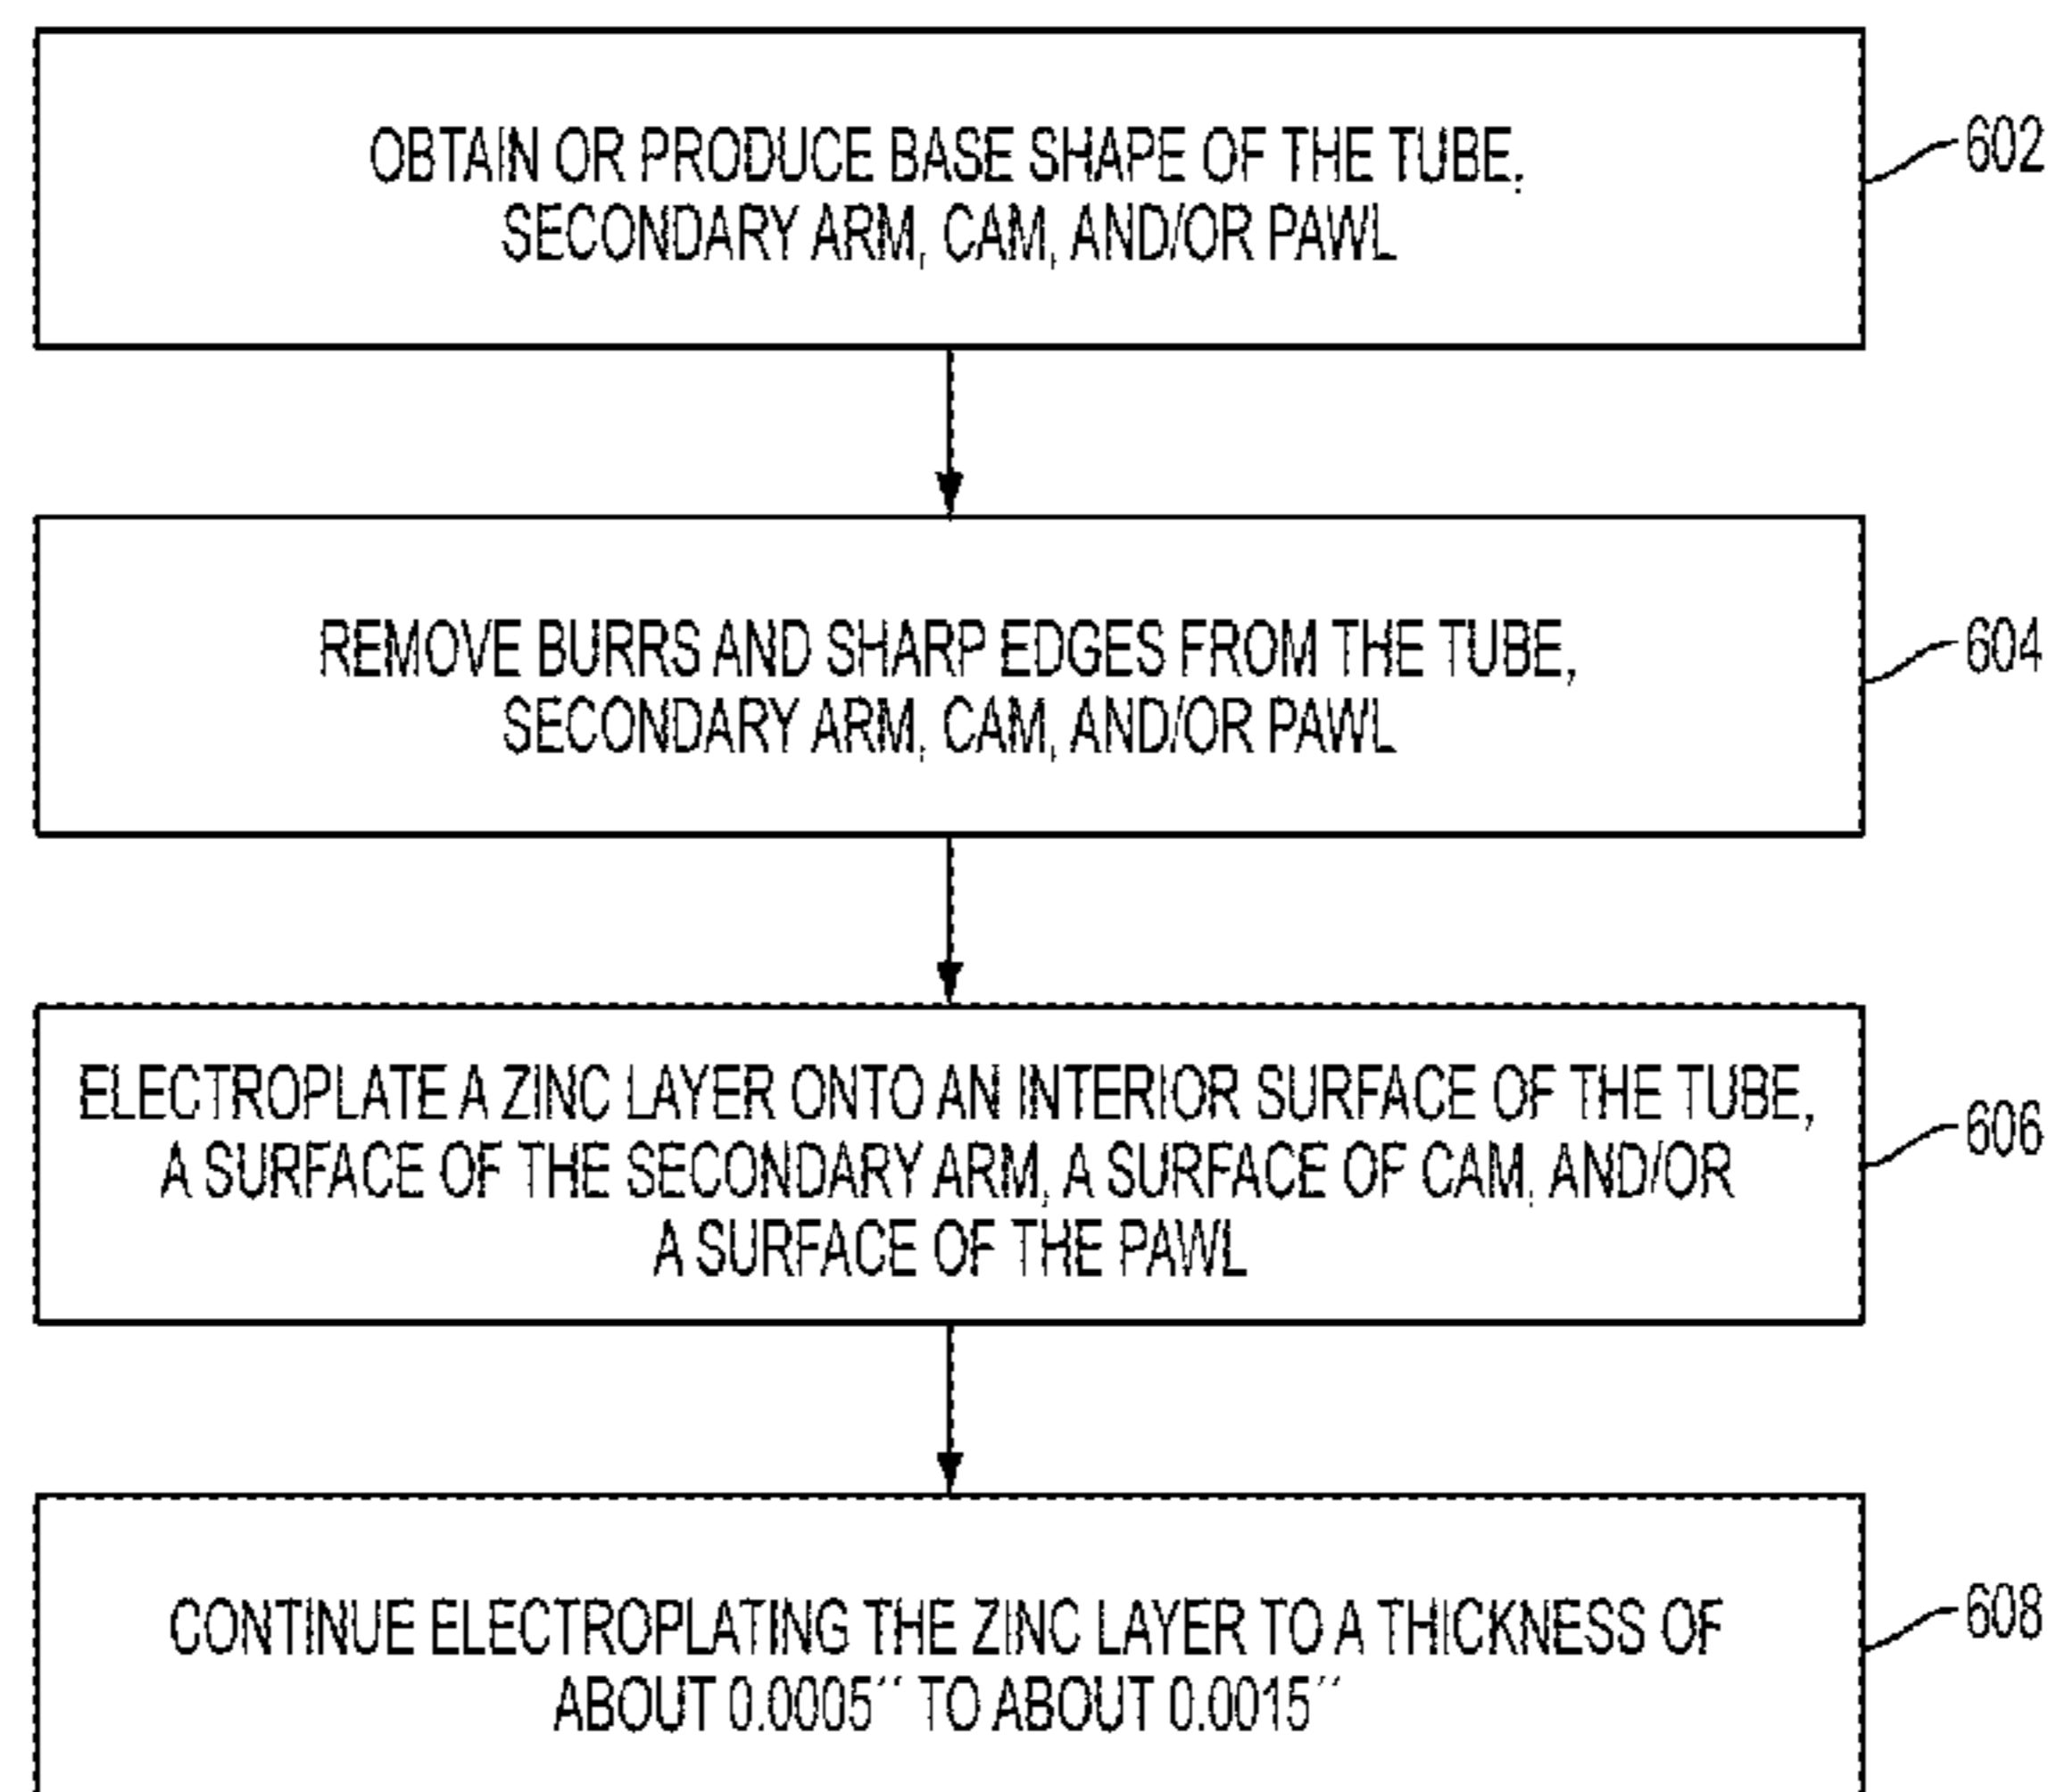 OBTAIN OR PRODUCE BASE SHAPE OF THE TUBE,
SECONDARY ARM, CAM, AND/OR PAWL
602
REMOVE BURRS AND SHARP EDGES FROM THE TUBE,
SECONDARY ARM, CAM, AND/OR PAWL
604
ELECTROPLATE A ZINC LAYER ONTO AN INTERIOR SURFACE OF THE TUBE,
A SURFACE OF THE SECONDARY ARM, A SURFACE OF CAM, AND/OR
A SURFACE OF THE PAWL
606
CONTINUE ELECTROPLATING THE ZINC LAYER TO A THICKNESS OF
ABOUT 0.0005´´ TO ABOUT 0.0015´´
608